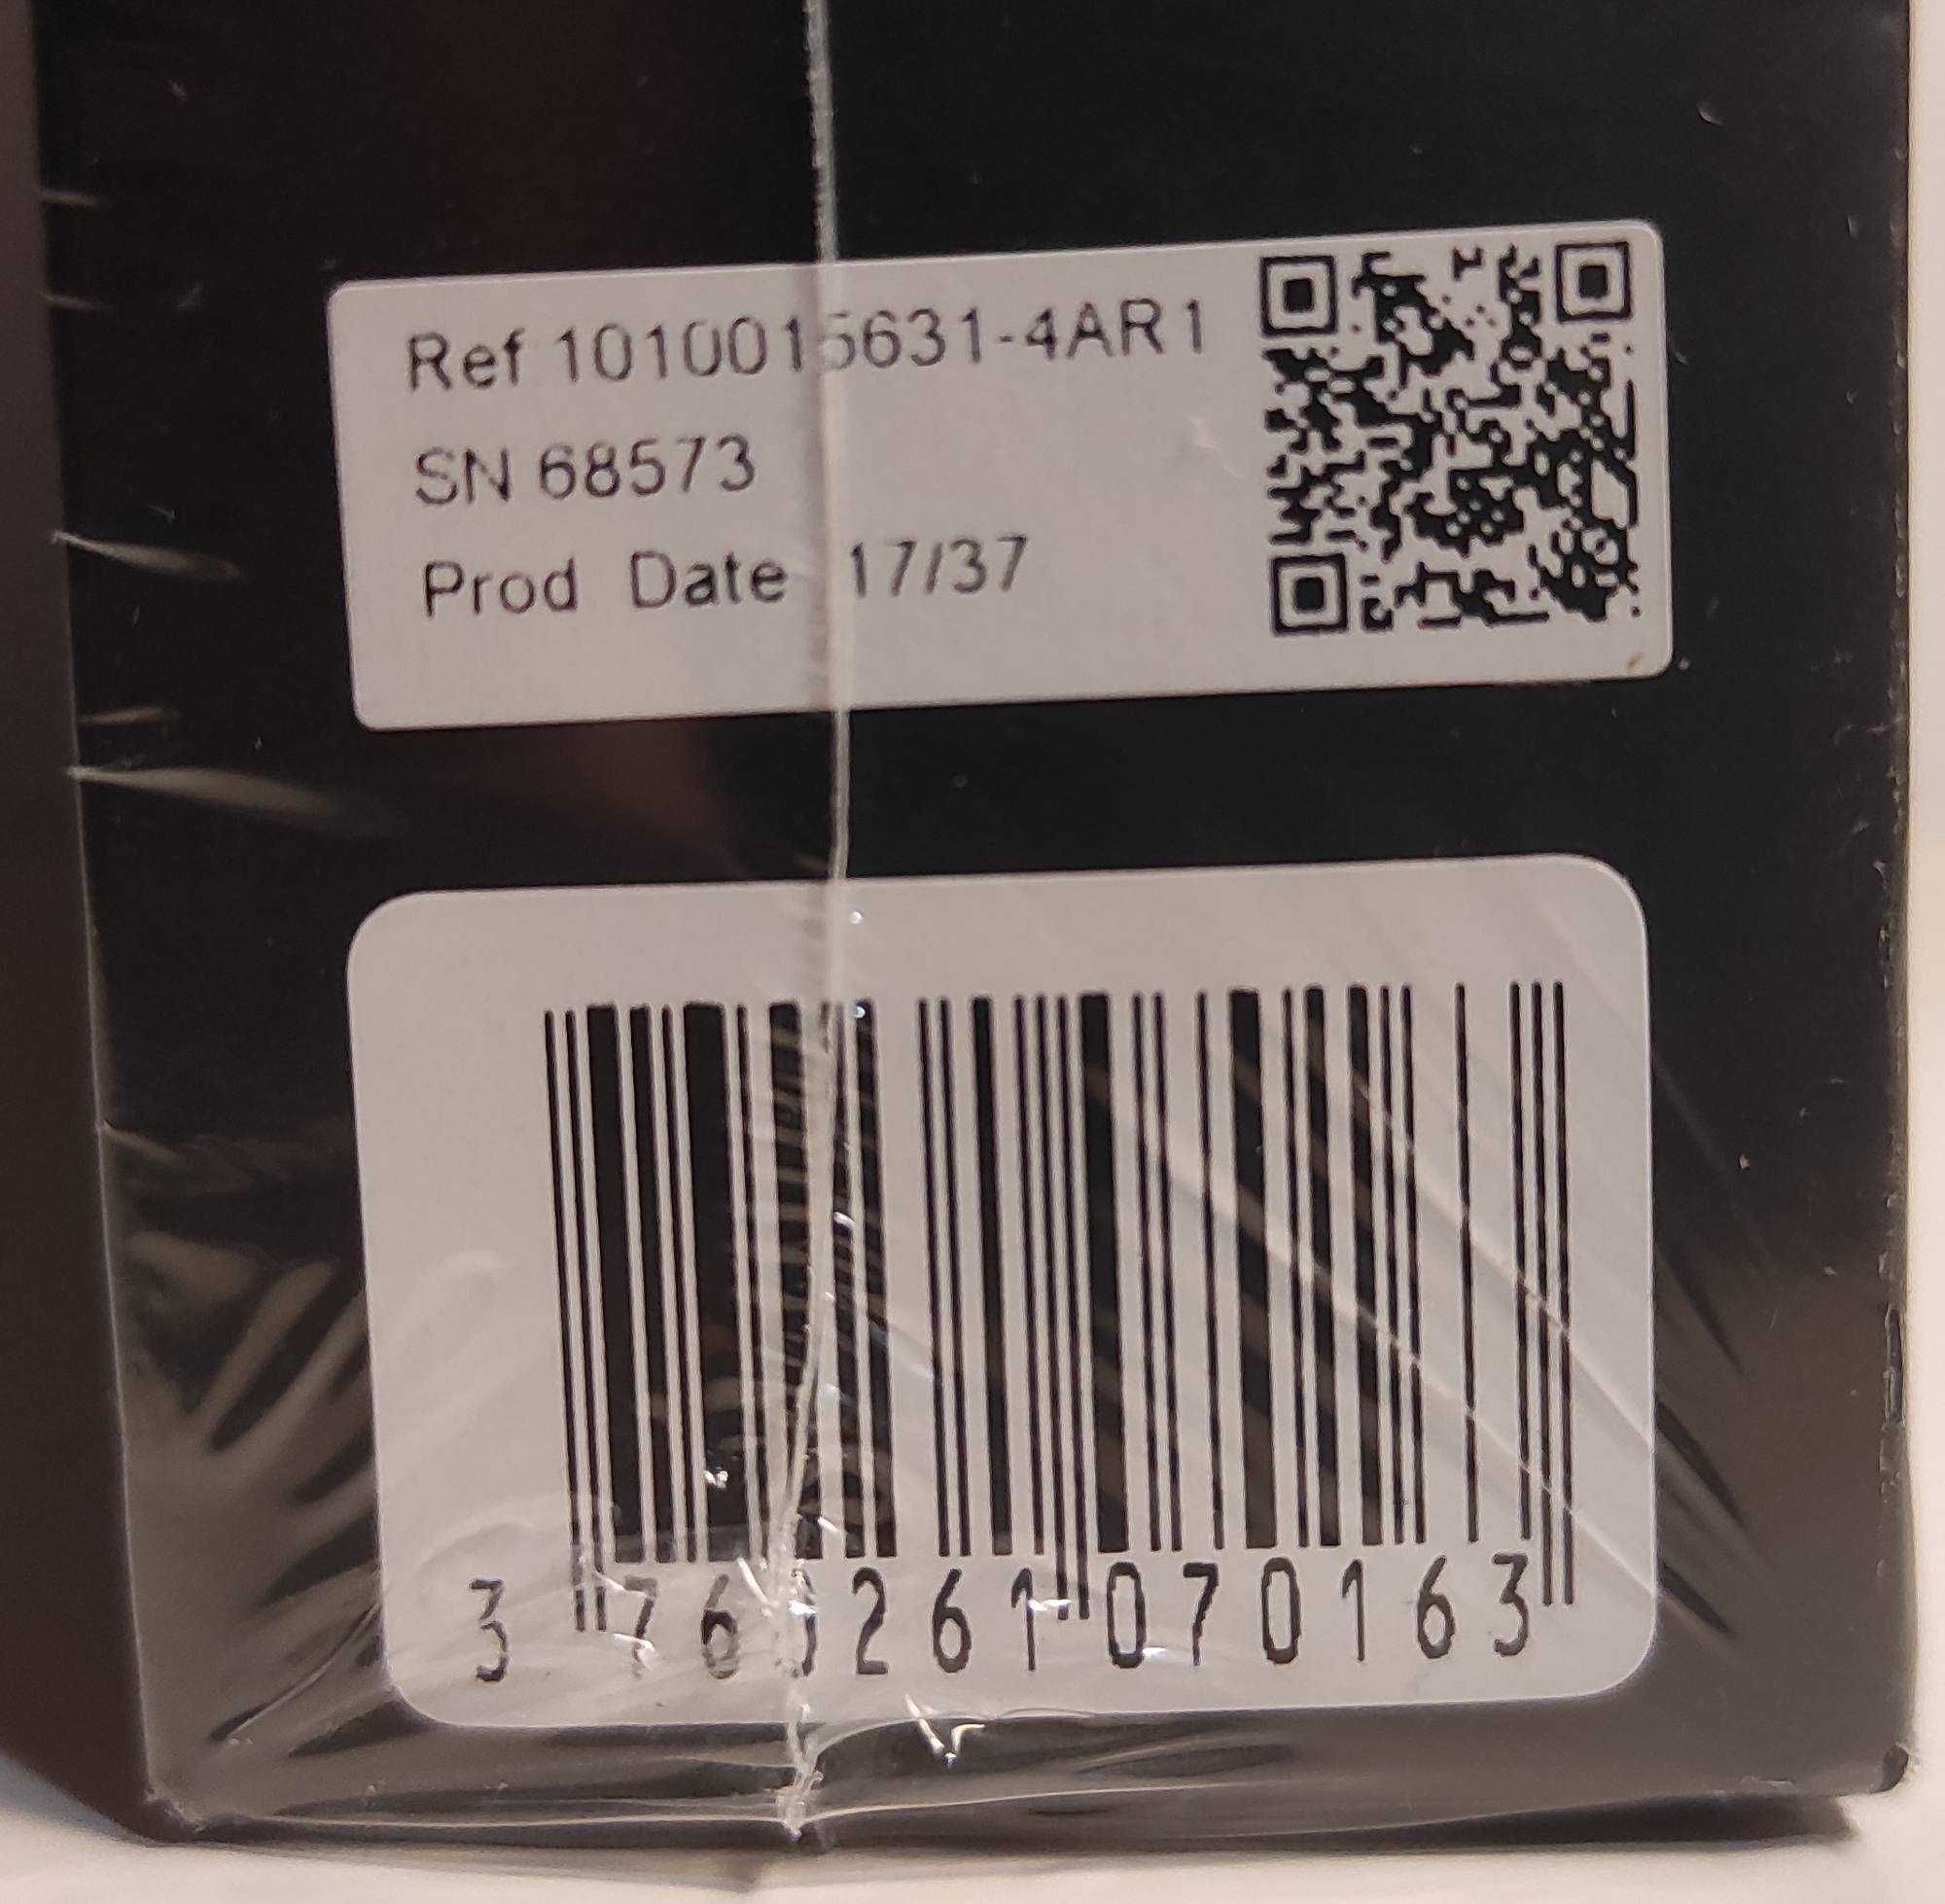 Ref 1010015631-4AR1
SN 68573
Prod Date 17/37
3 760261 070163